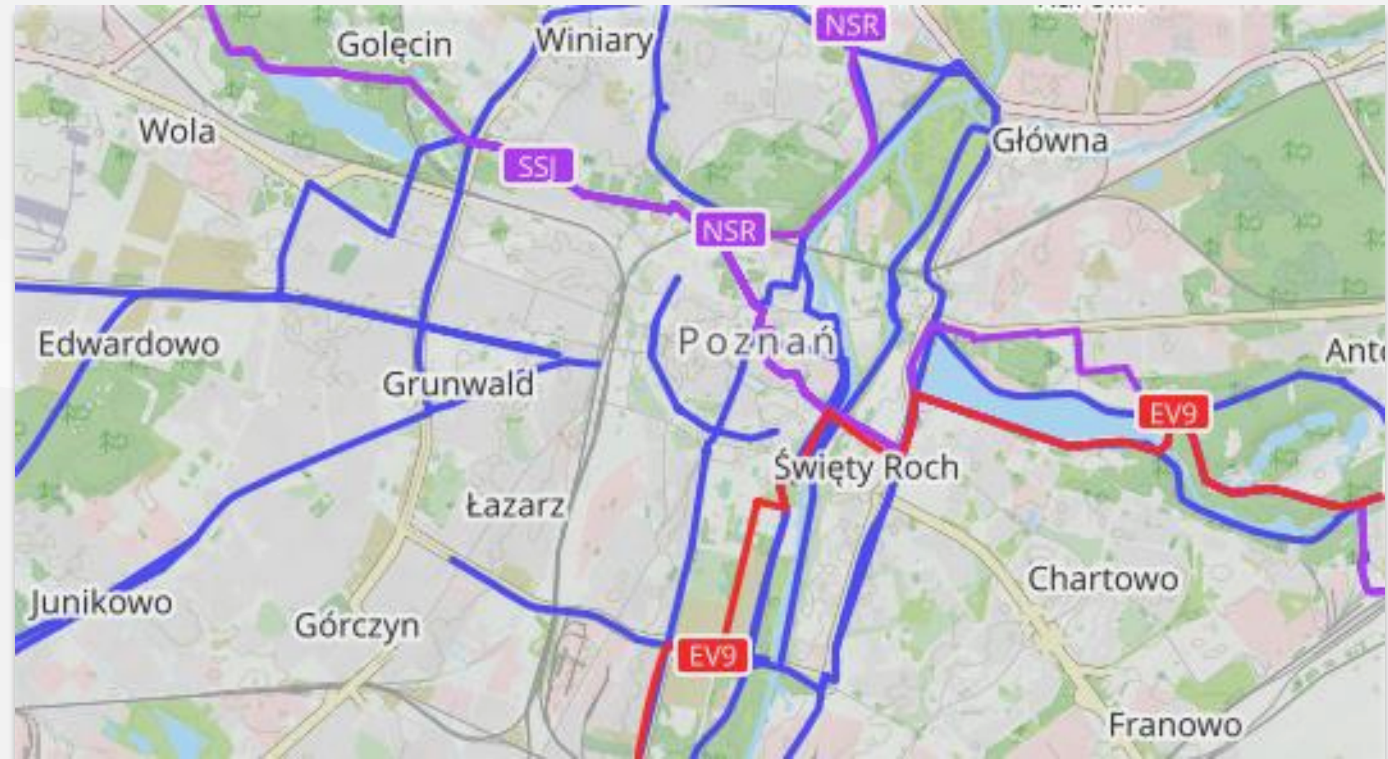 NSR
Golęcin
Winiary
Wola
Główna
SSJ
NSR
Edwardowo
Poznań
Grunwald
EV9
Święty Roch
Łazarz
Chartowo
Junikowo
Górczyn
EV9
Franowo